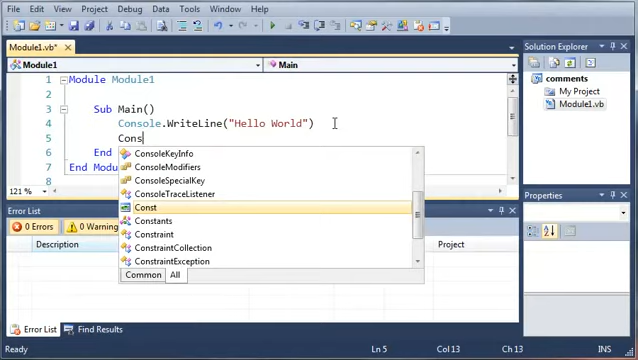 File Edit View Project Build Debug Data Tools Window Help
Module1.vb* ×
Solution Explorer
Module1
Main
comments
My Project
Module1.vb
1 Module Module1
2
3 Sub Main()
4 Console.WriteLine("Hello World")
5 Cons
6 End
7 End Modu
8
ConsoleKeyInfo
ConsoleModifiers
ConsoleSpecialKey
ConsoleTraceListener
Const
Constants
Constraint
ConstraintCollection
ConstraintException
Common All
121 %
Error List
Properties
0 Errors 0 Warning
Description Project
Error List Find Results
Ready Ln 5 Col 13 Ch 13 INS